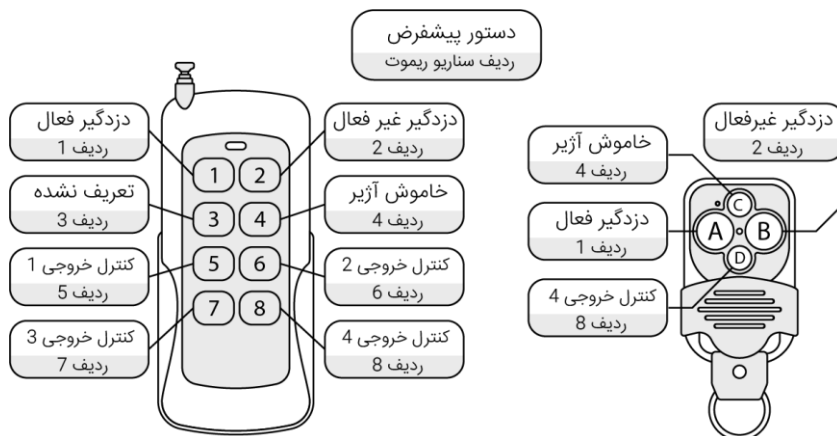 دستور پیشفرض
ردیف سناریو ریموت
دزدگیر فعال
ردیف 1
دزدگیر غیر فعال
ردیف 2
تعریف نشده
ردیف 3
خاموش آژیر
ردیف 4
کنترل خروجی 1
ردیف 5
کنترل خروجی 2
ردیف 6
کنترل خروجی 3
ردیف 7
کنترل خروجی 4
ردیف 8
1 2
3 4
5 6
7 8
دزدگیر غیرفعال
ردیف 2
خاموش آژیر
ردیف 4
دزدگیر فعال
ردیف 1
کنترل خروجی 4
ردیف 8
C
A B
D